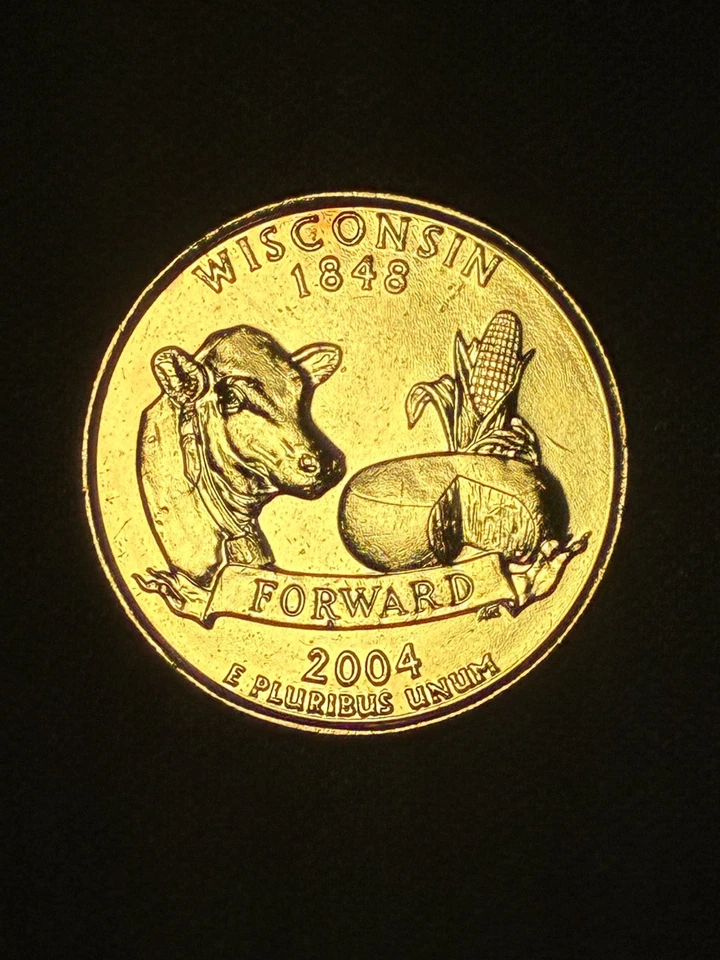 WISCONSIN
1848
FORWARD
2004
E PLURIBUS UNUM